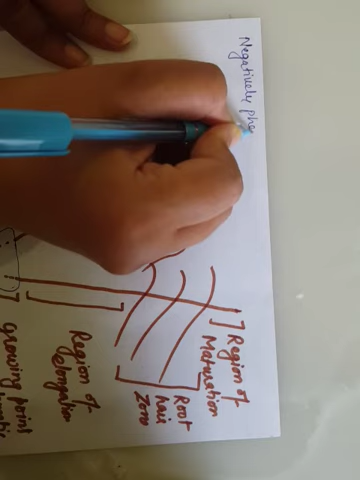 Negatively pho
Region of
Maturation
Root
hair
Zone
Region of
elongation
Growing point